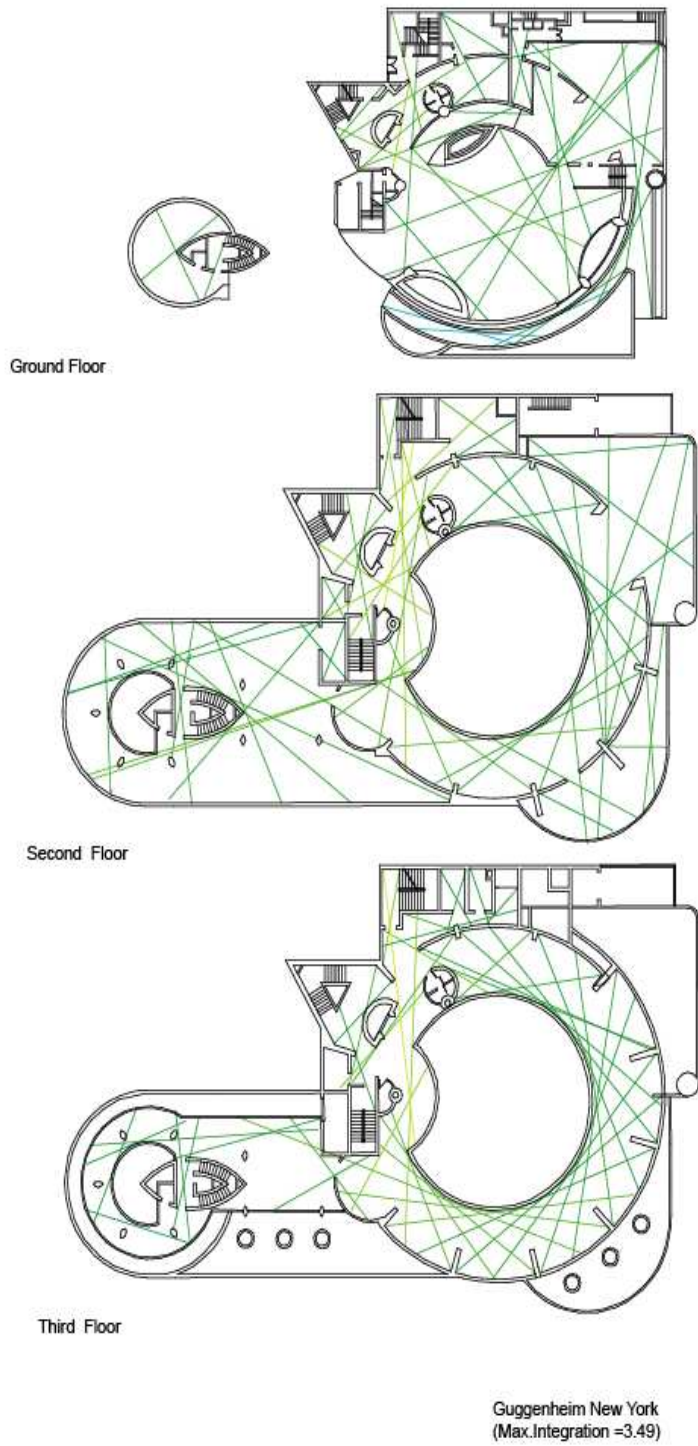 Ground Floor
Second Floor
Third Floor
Guggenheim New York
(Max.Integration =3.49)